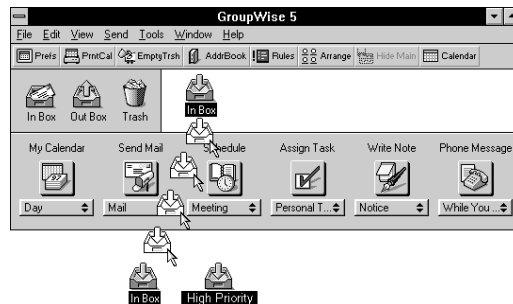 GroupWise 5
File Edit View Send Tools Window Help
Prefs PrntCal EmptyTrsh AddrBook Rules Arrange Hide Main Calendar
In Box Out Box Trash In Box
My Calendar Send Mail Schedule Assign Task Write Note Phone Message
Day Mail Meeting Personal T... Notice While You ...
In Box High Priority